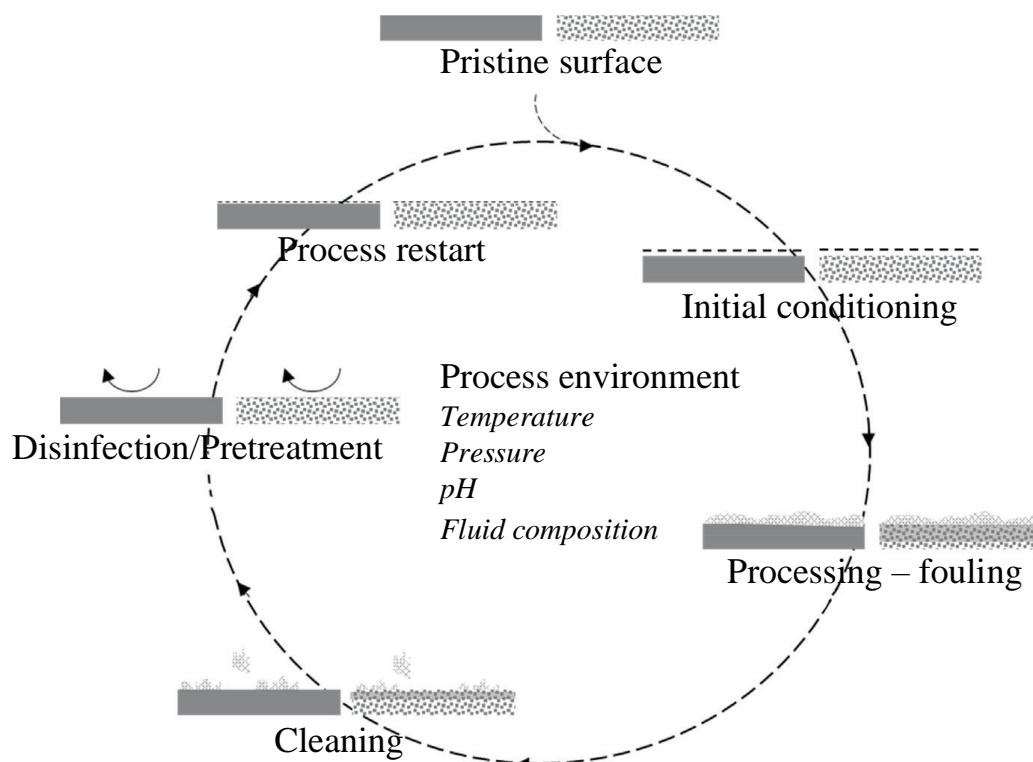 Pristine surface
Process restart
Initial conditioning
Process environment
Temperature
Pressure
pH
Fluid composition
Disinfection/Pretreatment
Processing – fouling
Cleaning